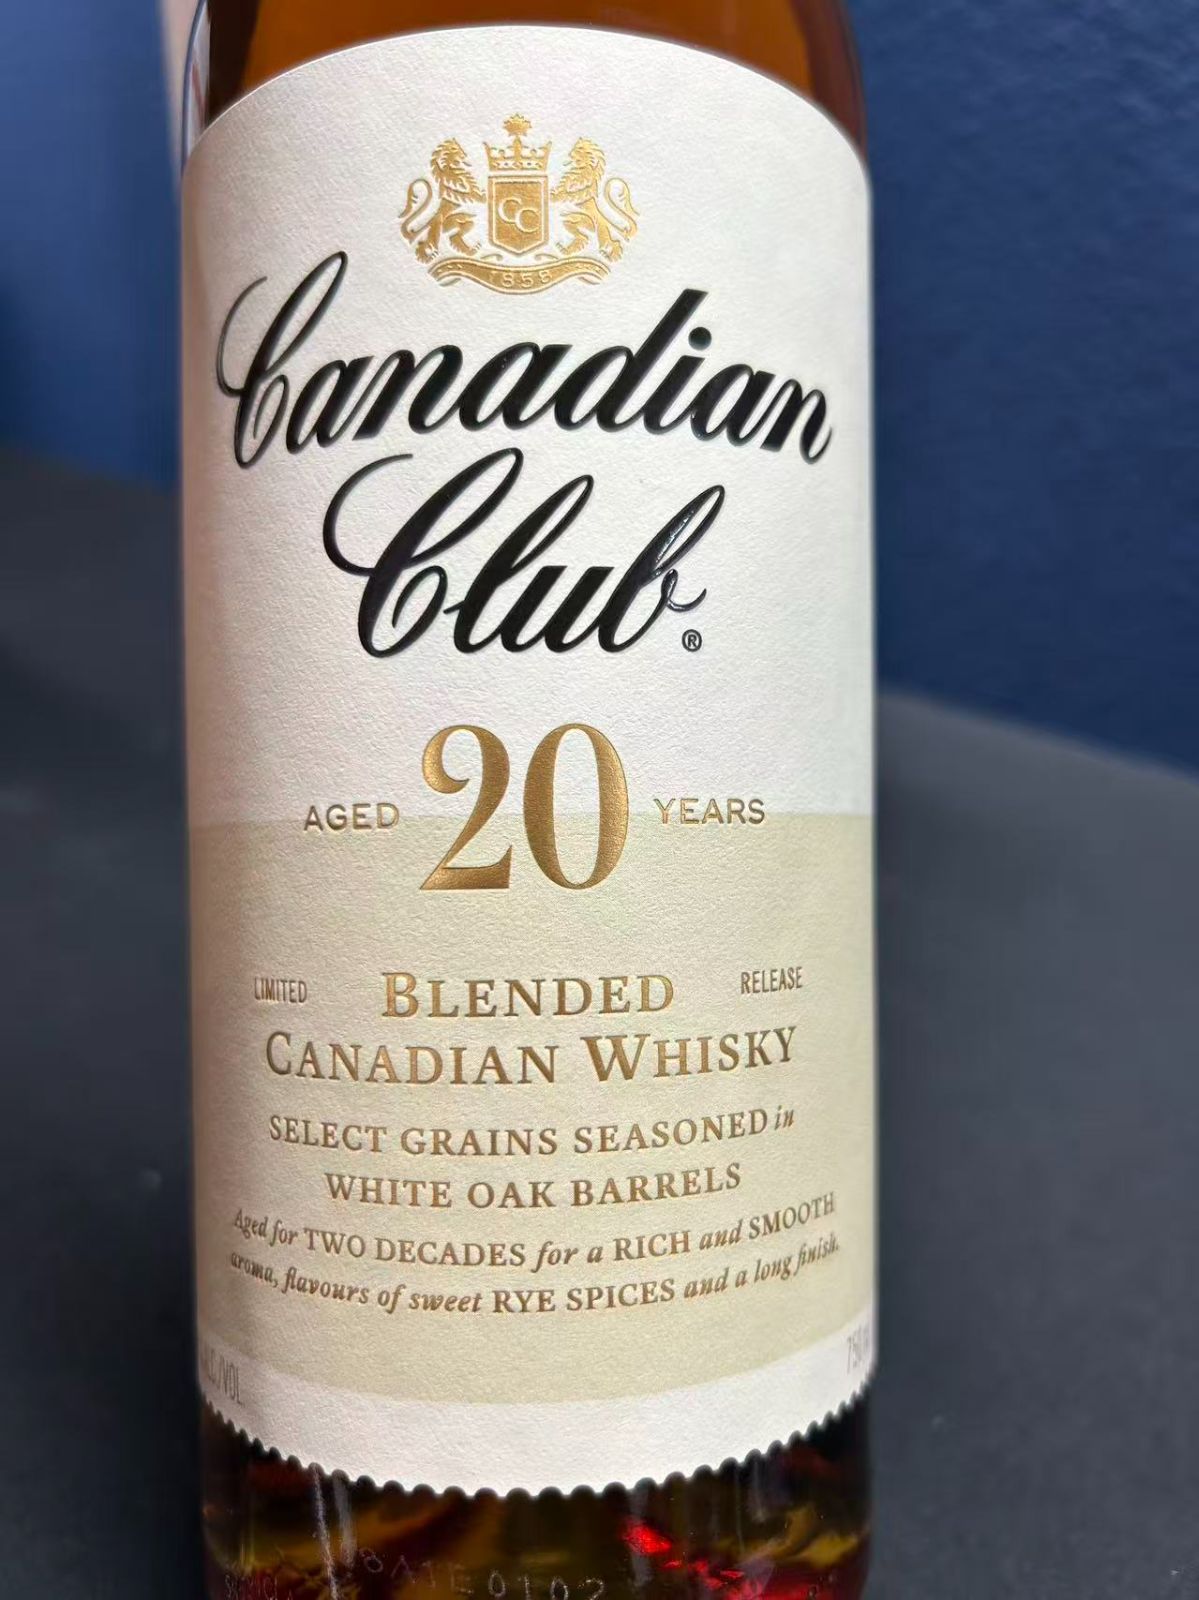 CC
1858
Canadian
Club®
AGED 20 YEARS
LIMITED BLENDED RELEASE
CANADIAN WHISKY
SELECT GRAINS SEASONED in
WHITE OAK BARRELS
Aged for TWO DECADES for a RICH and SMOOTH
aroma, flavours of sweet RYE SPICES and a long finish.